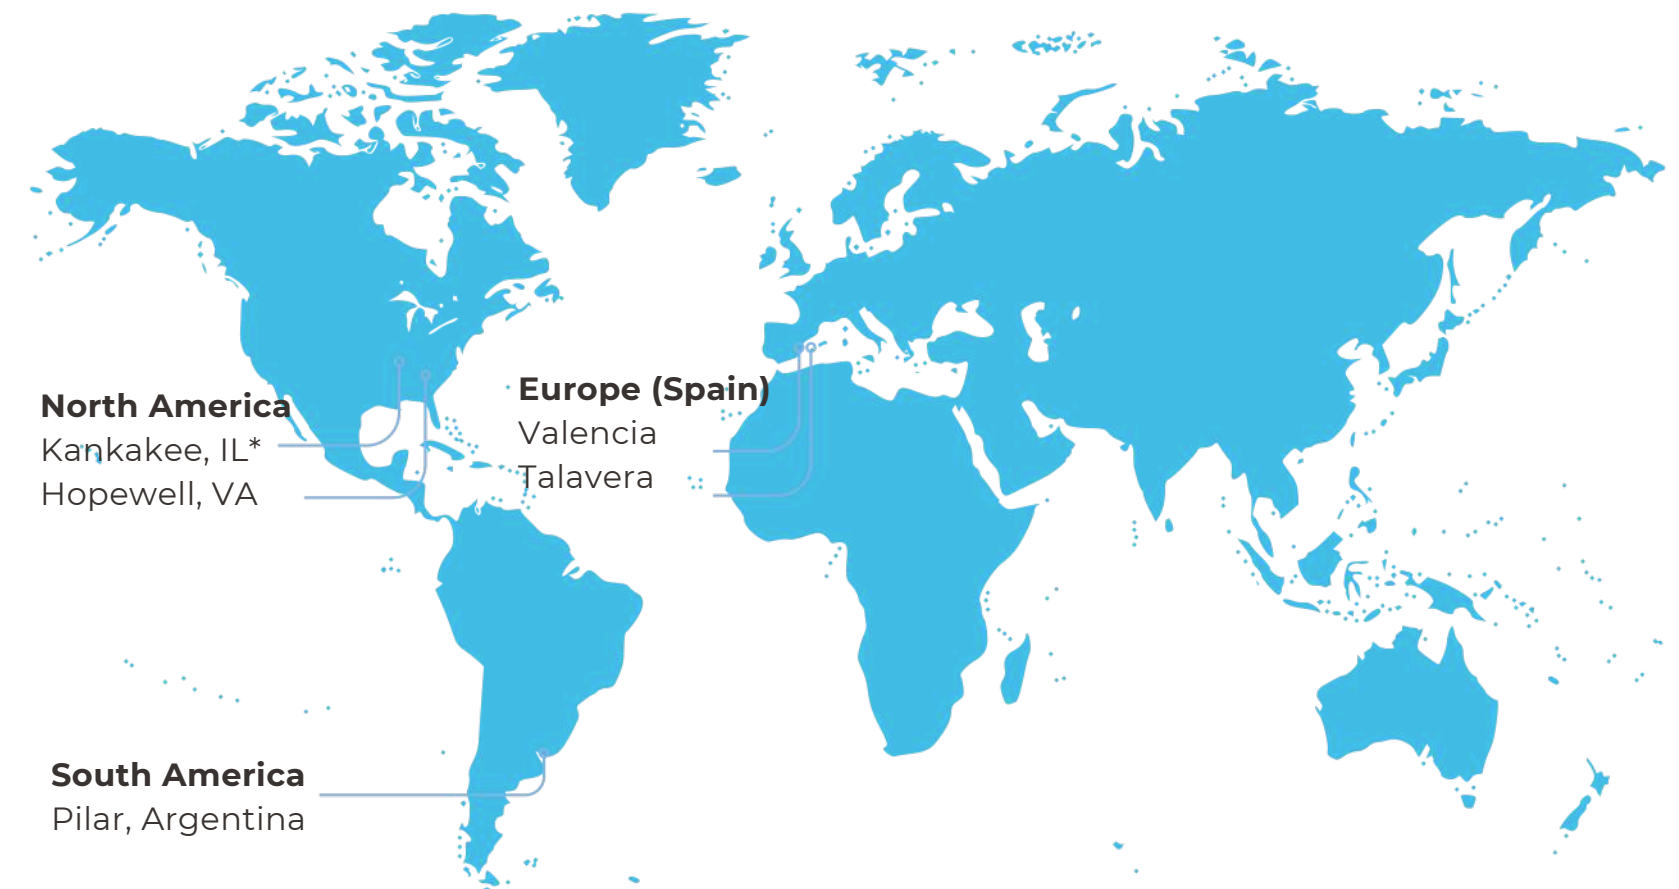 North America
Kankakee, IL*
Hopewell, VA
Europe (Spain)
Valencia
Talavera
South America
Pilar, Argentina